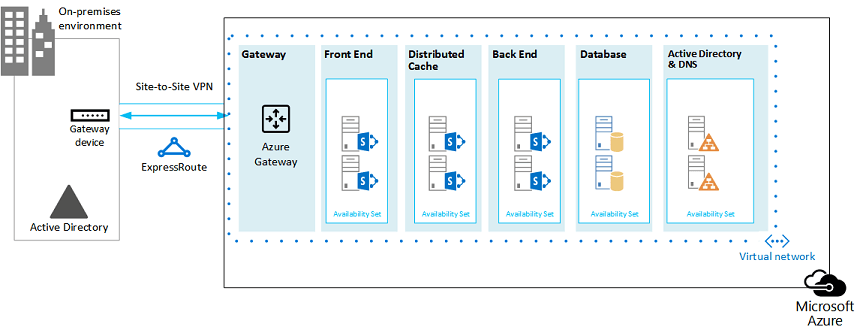 On-premises
environment
Site-to-Site VPN
Gateway
device
ExpressRoute
Active Directory
Gateway
Azure
Gateway
Front End
Availability Set
Distributed
Cache
Availability Set
Back End
Availability Set
Database
Availability Set
Active Directory
& DNS
Availability Set
Virtual network
Microsoft
Azure